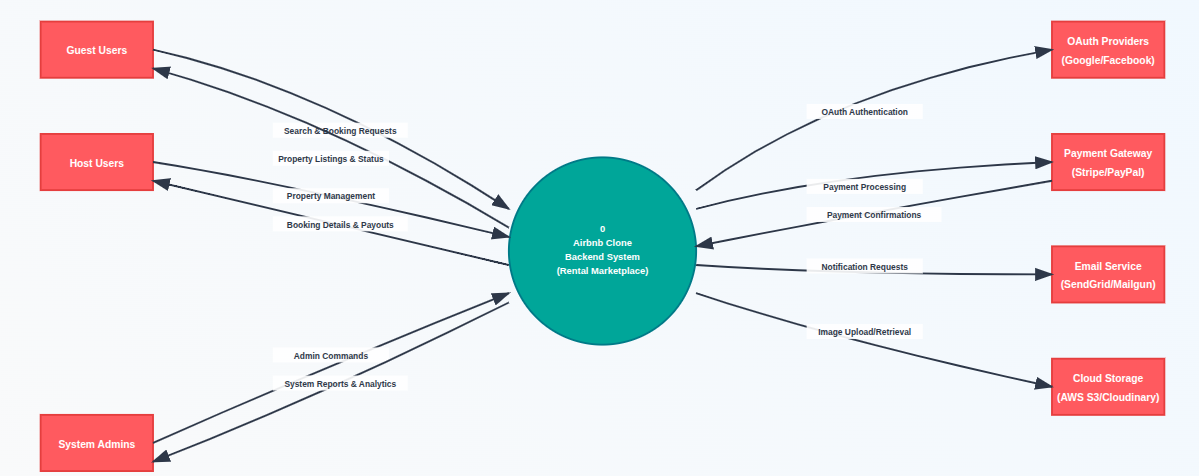 Guest Users
Host Users
System Admins
Search & Booking Requests
Property Listings & Status
Property Management
Booking Details & Payouts
Admin Commands
System Reports & Analytics
0
Airbnb Clone
Backend System
(Rental Marketplace)
OAuth Authentication
Payment Processing
Payment Confirmations
Notification Requests
Image Upload/Retrieval
OAuth Providers
(Google/Facebook)
Payment Gateway
(Stripe/PayPal)
Email Service
(SendGrid/Mailgun)
Cloud Storage
(AWS S3/Cloudinary)